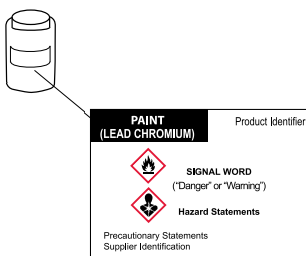 PAINT
(LEAD CHROMIUM)
Product Identifier
SIGNAL WORD
("Danger" or "Warning")
Hazard Statements
Precautionary Statements
Supplier Identification